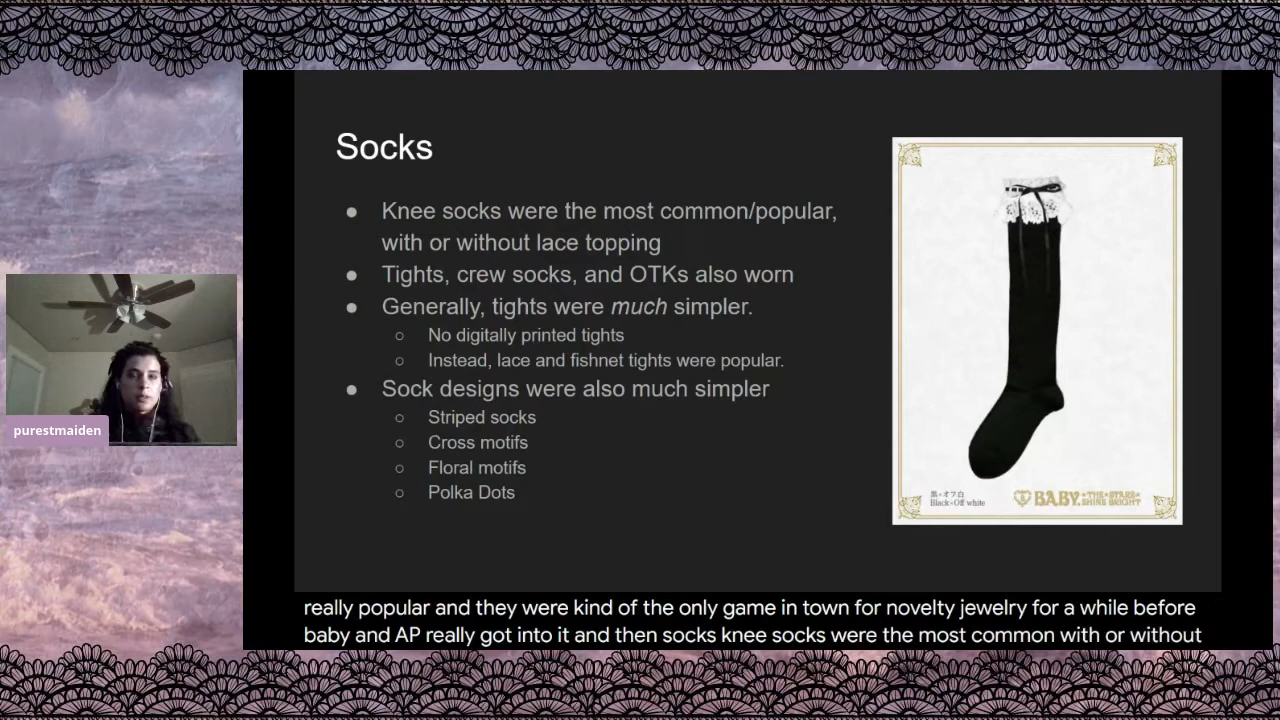 Socks
● Knee socks were the most common/popular,
with or without lace topping
● Tights, crew socks, and OTKs also worn
● Generally, tights were much simpler.
○ No digitally printed tights
○ Instead, lace and fishnet tights were popular.
● Sock designs were also much simpler
○ Striped socks
○ Cross motifs
○ Floral motifs
○ Polka Dots
purestmaiden
黒×オフ白
Black×Off white
BABY, THE STARS SHINE BRIGHT
really popular and they were kind of the only game in town for novelty jewelry for a while before
baby and AP really got into it and then socks knee socks were the most common with or without